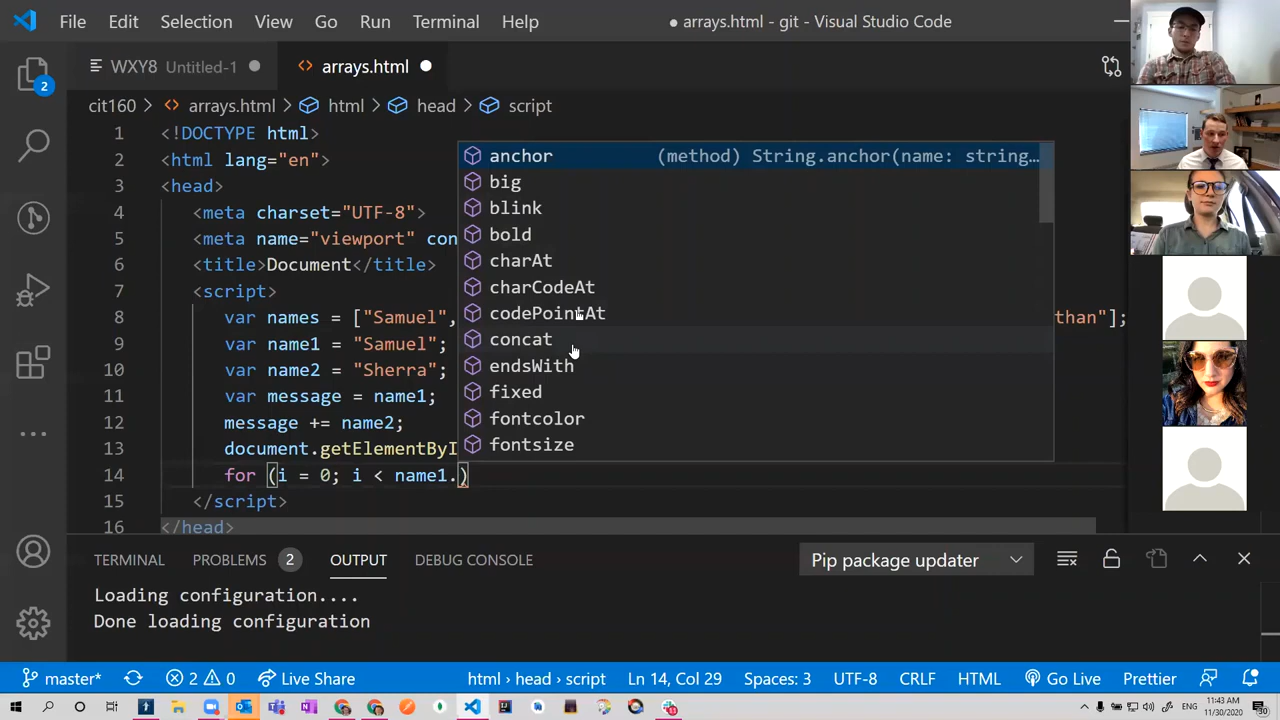 File Edit Selection View Go Run Terminal Help ● arrays.html - git - Visual Studio Code
WXY8 Untitled-1 ● <> arrays.html ●
2
cit160 > <> arrays.html > html > head > script
1 <!DOCTYPE html>
2 <html lang="en">
3 <head>
4 <meta charset="UTF-8">
5 <meta name="viewport" con
6 <title>Document</title>
7 <script>
8 var names = ["Samuel", than"];
9 var name1 = "Samuel";
10 var name2 = "Sherra";
11 var message = name1;
12 message += name2;
13 document.getElementByI
14 for (i = 0; i < name1.)
15 </script>
16 </head>
anchor (method) String.anchor(name: string…
big
blink
bold
charAt
charCodeAt
codePointAt
concat
endsWith
fixed
fontcolor
fontsize
TERMINAL PROBLEMS 2 OUTPUT DEBUG CONSOLE Pip package updater
Loading configuration....
Done loading configuration
master* 2 0 Live Share html > head > script Ln 14, Col 29 Spaces: 3 UTF-8 CRLF HTML Go Live Prettier
ENG 11:43 AM
11/30/2020
30